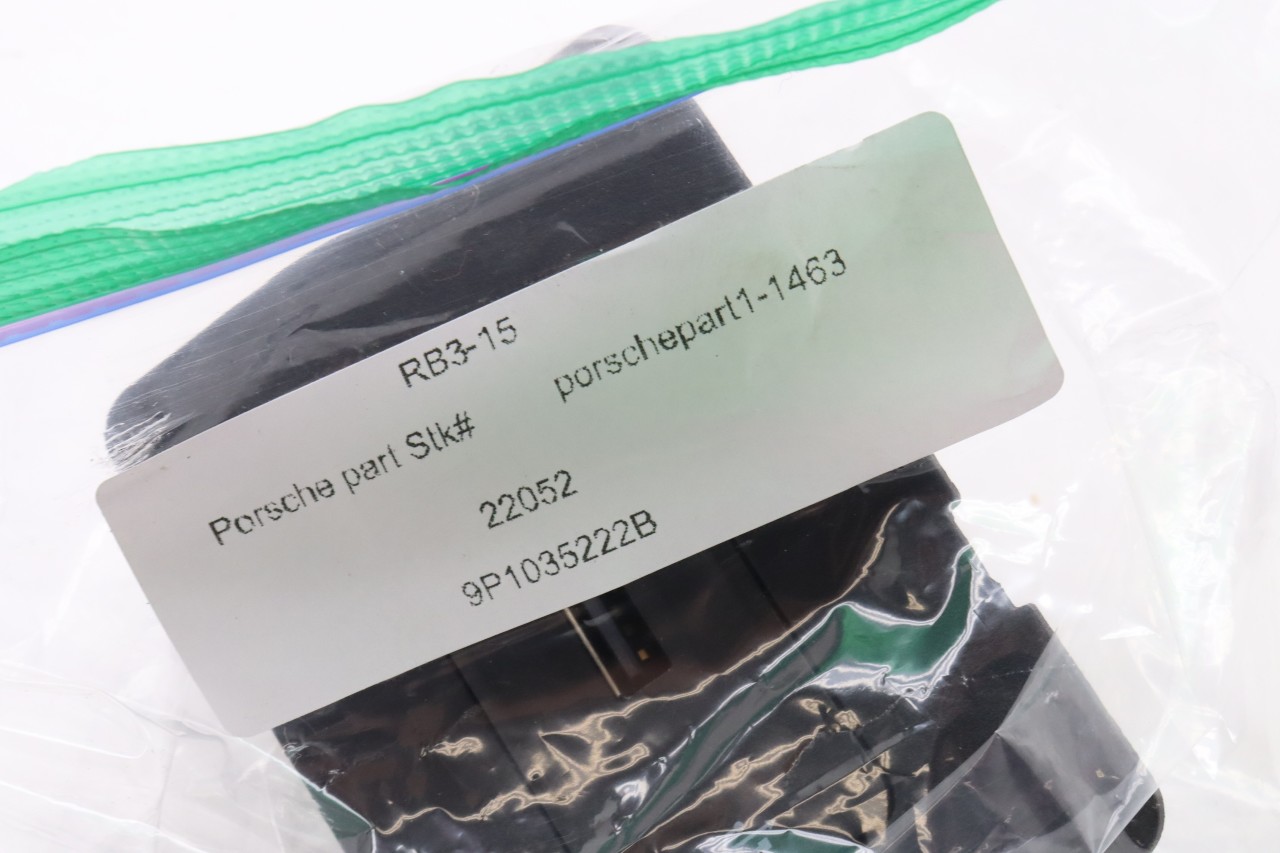 RB3-15
Porsche part Stk# porschepart1-1463
22052
9P1035222B